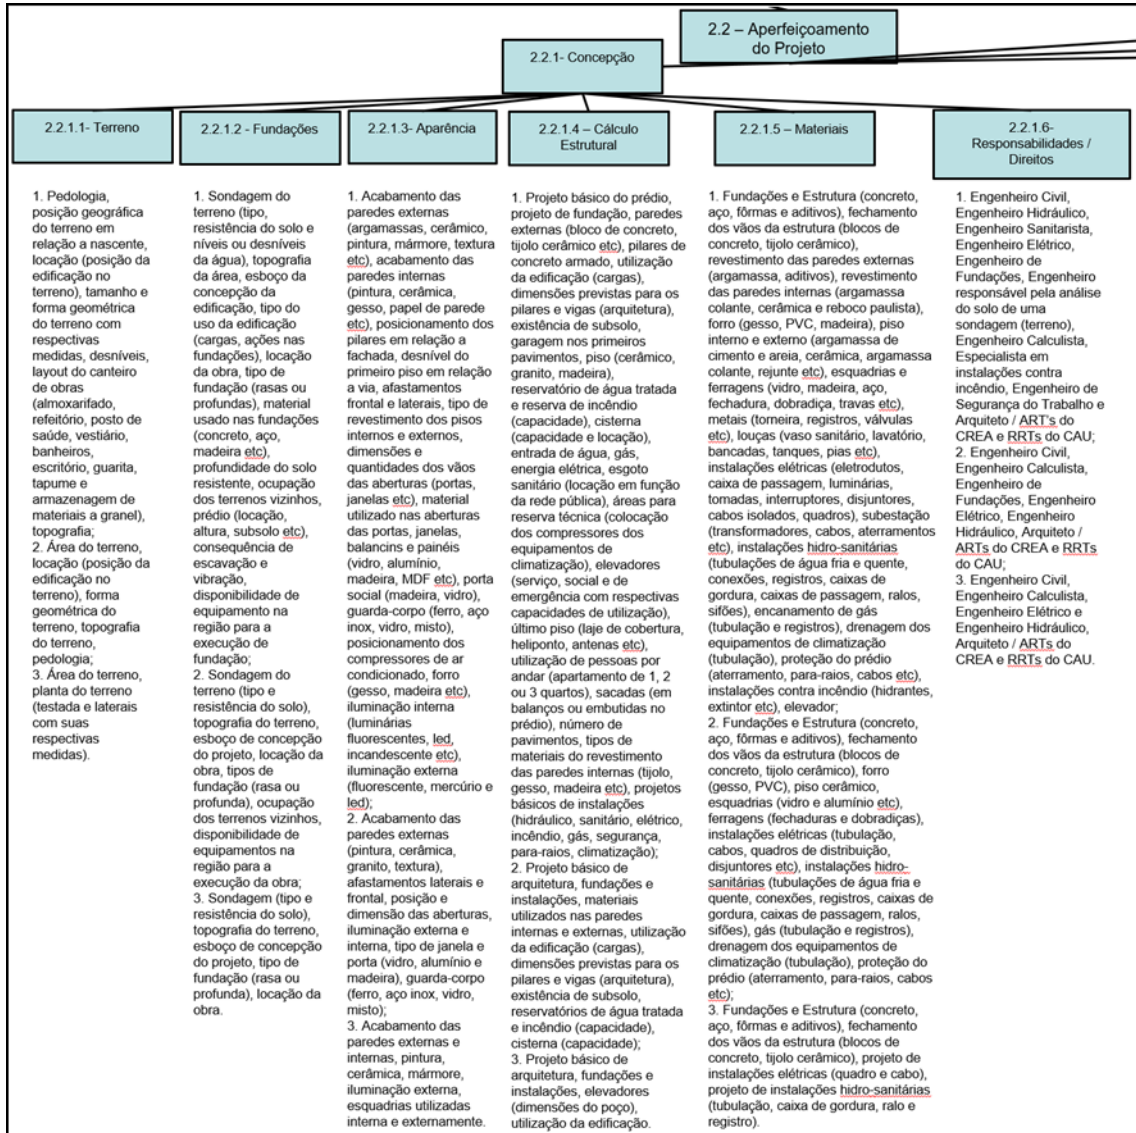 2.2 – Aperfeiçoamento
do Projeto
2.2.1- Concepção
2.2.1.1- Terreno
2.2.1.2 - Fundações
2.2.1.3- Aparência
2.2.1.4 – Cálculo
Estrutural
2.2.1.5 – Materiais
2.2.1.6-
Responsabilidades /
Direitos
1. Pedologia,
posição geográfica
do terreno em
relação a nascente,
locação (posição da
edificação no
terreno), tamanho e
forma geométrica
do terreno com
respectivas
medidas, desníveis,
layout do canteiro
de obras
(almoxarifado,
refeitório, posto de
saúde, vestiário,
banheiros,
escritório, guarita,
tapume e
armazenagem de
materiais a granel),
topografia;
2. Área do terreno,
locação (posição da
edificação no
terreno), forma
geométrica do
terreno, topografia
do terreno,
pedologia;
3. Área do terreno,
planta do terreno
(testada e laterais
com suas
respectivas
medidas).
1. Sondagem do
terreno (tipo,
resistência do solo e
níveis ou desníveis
da água), topografia
da área, esboço da
concepção da
edificação, tipo do
uso da edificação
(cargas, ações nas
fundações), locação
da obra, tipo de
fundação (rasas ou
profundas), material
usado nas fundações
(concreto, aço,
madeira etc),
profundidade do solo
resistente, ocupação
dos terrenos vizinhos,
prédio (locação,
altura, subsolo etc),
consequência de
escavação e
vibração,
disponibilidade de
equipamento na
região para a
execução de
fundação;
2. Sondagem do
terreno (tipo e
resistência do solo),
topografia do terreno,
esboço de concepção
do projeto, locação da
obra, tipos de
fundação (rasa ou
profunda), ocupação
dos terrenos vizinhos,
disponibilidade de
equipamentos na
região para a
execução da obra;
3. Sondagem (tipo e
resistência do solo),
topografia do terreno,
esboço de concepção
do projeto, tipo de
fundação (rasa ou
profunda), locação da
obra.
1. Acabamento das
paredes externas
(argamassas, cerâmico,
pintura, mármore, textura
etc), acabamento das
paredes internas
(pintura, cerâmica,
gesso, papel de parede
etc), posicionamento dos
pilares em relação a
fachada, desnível do
primeiro piso em relação
a via, afastamentos
frontal e laterais, tipo de
revestimento dos pisos
internos e externos,
dimensões e
quantidades dos vãos
das aberturas (portas,
janelas etc), material
utilizado nas aberturas
das portas, janelas,
balancins e painéis
(vidro, alumínio,
madeira, MDF etc), porta
social (madeira, vidro),
guarda-corpo (ferro, aço
inox, vidro, misto),
posicionamento dos
compressores de ar
condicionado, forro
(gesso, madeira etc),
iluminação interna
(luminárias
fluorescentes, led,
incandescente etc),
iluminação externa
(fluorescente, mercúrio e
led);
2. Acabamento das
paredes externas
(pintura, cerâmica,
granito, textura),
afastamentos laterais e
frontal, posição e
dimensão das aberturas,
iluminação externa e
interna, tipo de janela e
porta (vidro, alumínio e
madeira), guarda-corpo
(ferro, aço inox, vidro,
misto);
3. Acabamento das
paredes externas e
internas, pintura,
cerâmica, mármore,
iluminação externa,
esquadrias utilizadas
interna e externamente.
1. Projeto básico do prédio,
projeto de fundação, paredes
externas (bloco de concreto,
tijolo cerâmico etc), pilares de
concreto armado, utilização
da edificação (cargas),
dimensões previstas para os
pilares e vigas (arquitetura),
existência de subsolo,
garagem nos primeiros
pavimentos, piso (cerâmico,
granito, madeira),
reservatório de água tratada
e reserva de incêndio
(capacidade), cisterna
(capacidade e locação),
entrada de água, gás,
energia elétrica, esgoto
sanitário (locação em função
da rede pública), áreas para
reserva técnica (colocação
dos compressores dos
equipamentos de
climatização), elevadores
(serviço, social e de
emergência com respectivas
capacidades de utilização),
último piso (laje de cobertura,
heliponto, antenas etc),
utilização de pessoas por
andar (apartamento de 1, 2
ou 3 quartos), sacadas (em
balanços ou embutidas no
prédio), número de
pavimentos, tipos de
materiais do revestimento
das paredes internas (tijolo,
gesso, madeira etc), projetos
básicos de instalações
(hidráulico, sanitário, elétrico,
incêndio, gás, segurança,
para-raios, climatização);
2. Projeto básico de
arquitetura, fundações e
instalações, materiais
utilizados nas paredes
internas e externas, utilização
da edificação (cargas),
dimensões previstas para os
pilares e vigas (arquitetura),
existência de subsolo,
reservatórios de água tratada
e incêndio (capacidade),
cisterna (capacidade);
3. Projeto básico de
arquitetura, fundações e
instalações, elevadores
(dimensões do poço),
utilização da edificação.
1. Fundações e Estrutura (concreto,
aço, fôrmas e aditivos), fechamento
dos vãos da estrutura (blocos de
concreto, tijolo cerâmico),
revestimento das paredes externas
(argamassa, aditivos), revestimento
das paredes internas (argamassa
colante, cerâmica e reboco paulista),
forro (gesso, PVC, madeira), piso
interno e externo (argamassa de
cimento e areia, cerâmica, argamassa
colante, rejunte etc), esquadrias e
ferragens (vidro, madeira, aço,
fechadura, dobradiça, travas etc),
metais (torneira, registros, válvulas
etc), louças (vaso sanitário, lavatório,
bancadas, tanques, pias etc),
instalações elétricas (eletrodutos,
caixa de passagem, luminárias,
tomadas, interruptores, disjuntores,
cabos isolados, quadros), subestação
(transformadores, cabos, aterramentos
etc), instalações hidro-sanitárias
(tubulações de água fria e quente,
conexões, registros, caixas de
gordura, caixas de passagem, ralos,
sifões), encanamento de gás
(tubulação e registros), drenagem dos
equipamentos de climatização
(tubulação), proteção do prédio
(aterramento, para-raios, cabos etc),
instalações contra incêndio (hidrantes,
extintor etc), elevador;
2. Fundações e Estrutura (concreto,
aço, fôrmas e aditivos), fechamento
dos vãos da estrutura (blocos de
concreto, tijolo cerâmico), forro
(gesso, PVC), piso cerâmico,
esquadrias (vidro e alumínio etc),
ferragens (fechaduras e dobradiças),
instalações elétricas (tubulação,
cabos, quadros de distribuição,
disjuntores etc), instalações hidro-
sanitárias (tubulações de água fria e
quente, conexões, registros, caixas de
gordura, caixas de passagem, ralos,
sifões), gás (tubulação e registros),
drenagem dos equipamentos de
climatização (tubulação), proteção do
prédio (aterramento, para-raios, cabos
etc);
3. Fundações e Estrutura (concreto,
aço, fôrmas e aditivos), fechamento
dos vãos da estrutura (blocos de
concreto, tijolo cerâmico), projeto de
instalações elétricas (quadro e cabo),
projeto de instalações hidro-sanitárias
(tubulação, caixa de gordura, ralo e
registro).
1. Engenheiro Civil,
Engenheiro Hidráulico,
Engenheiro Sanitarista,
Engenheiro Elétrico,
Engenheiro de
Fundações, Engenheiro
responsável pela análise
do solo de uma
sondagem (terreno),
Engenheiro Calculista,
Especialista em
instalações contra
incêndio, Engenheiro de
Segurança do Trabalho e
Arquiteto / ART's do
CREA e RRTs do CAU;
2. Engenheiro Civil,
Engenheiro Calculista,
Engenheiro de
Fundações, Engenheiro
Elétrico, Engenheiro
Hidráulico, Arquiteto /
ARTs do CREA e RRTs
do CAU;
3. Engenheiro Civil,
Engenheiro Calculista,
Engenheiro Elétrico e
Engenheiro Hidráulico,
Arquiteto / ARTs do
CREA e RRTs do CAU.